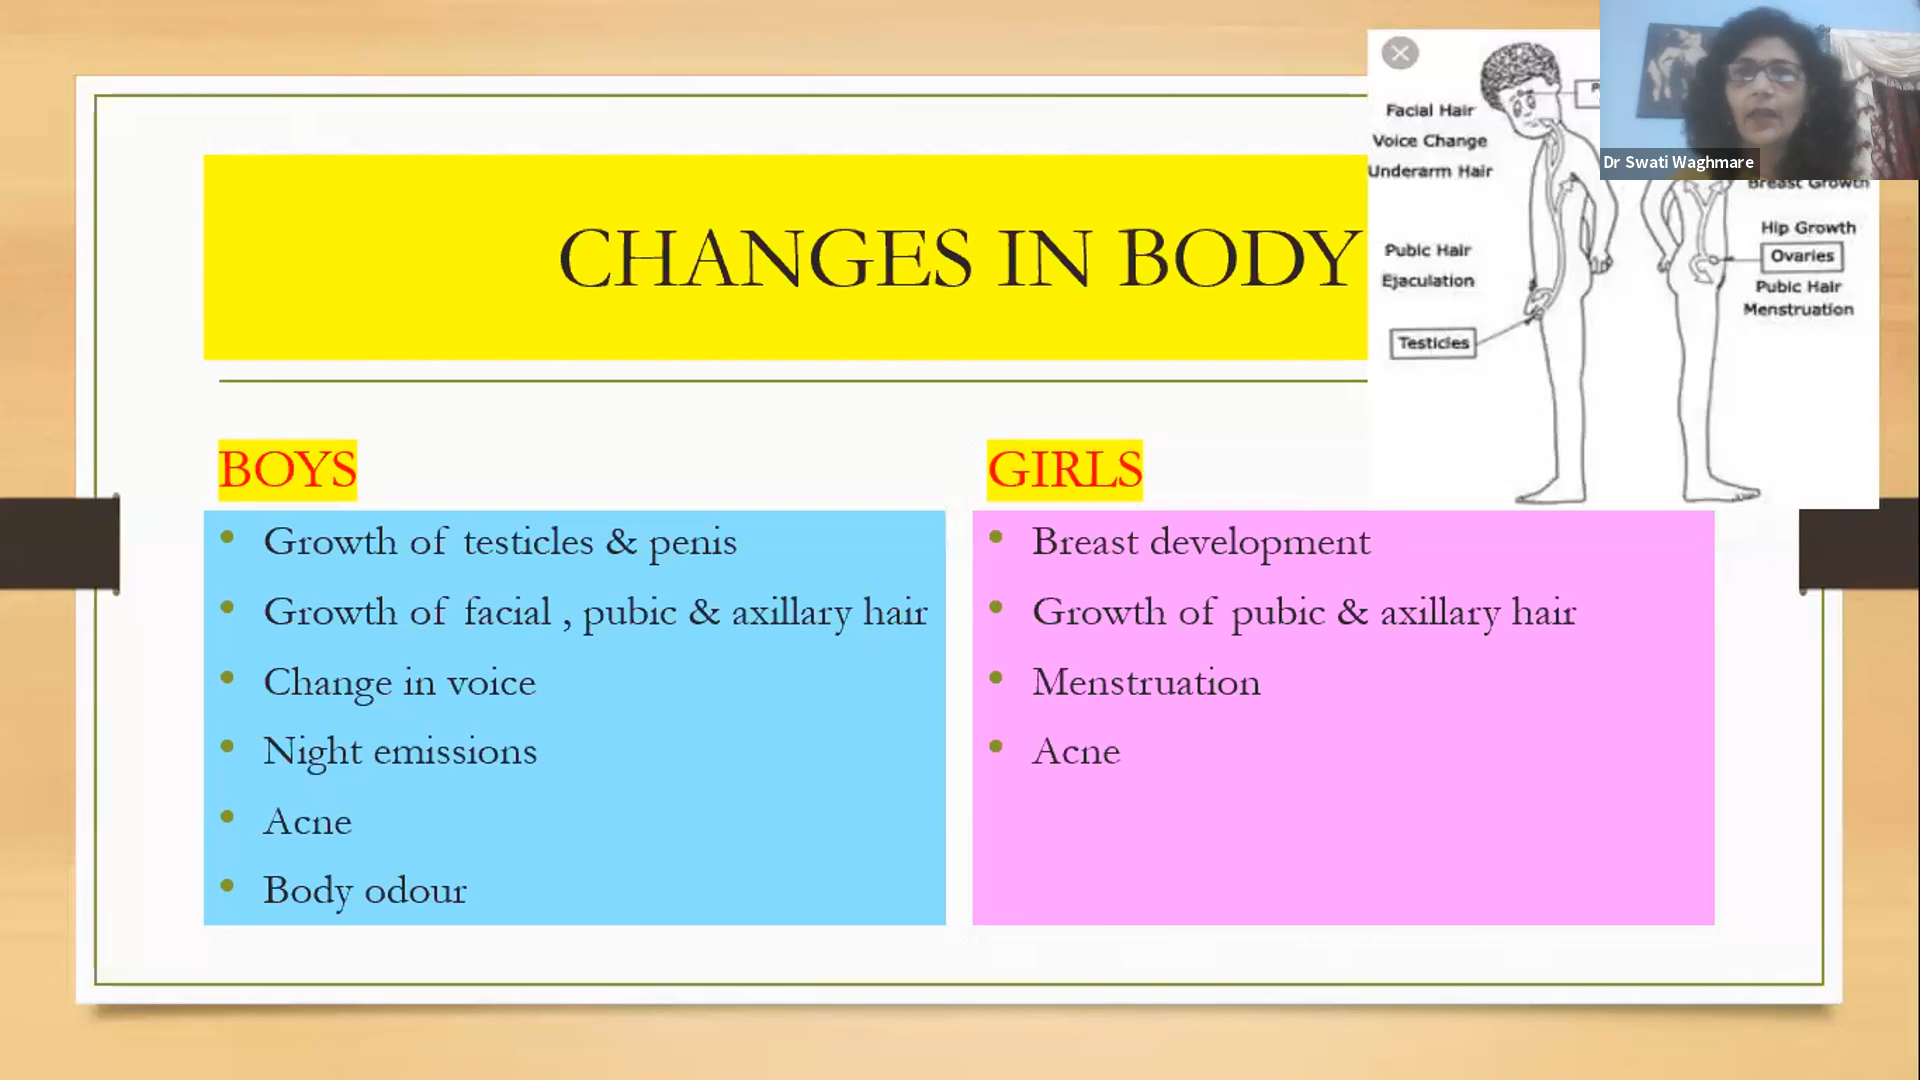 CHANGES IN BODY
Facial Hair
Voice Change
Underarm Hair
Pubic Hair
Ejaculation
Testicles
Dr Swati Waghmare
Breast Growth
Hip Growth
Ovaries
Pubic Hair
Menstruation
BOYS
• Growth of testicles & penis
• Growth of facial , pubic & axillary hair
• Change in voice
• Night emissions
• Acne
• Body odour
GIRLS
• Breast development
• Growth of pubic & axillary hair
• Menstruation
• Acne